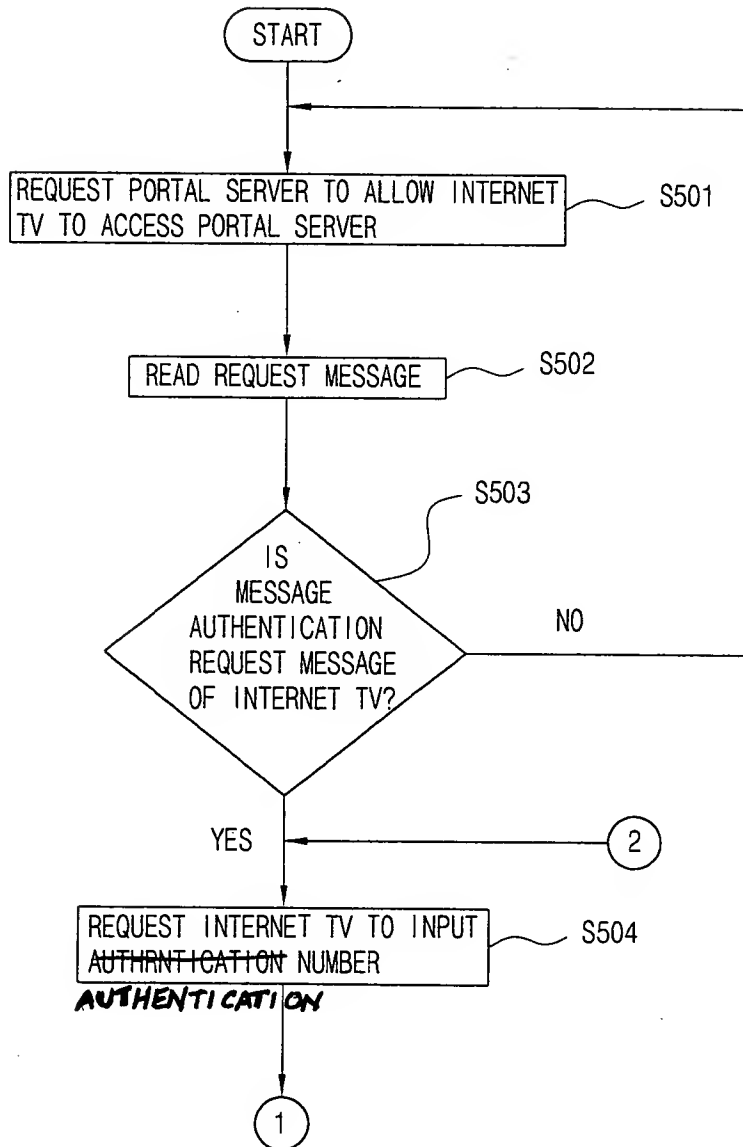 START
REQUEST PORTAL SERVER TO ALLOW INTERNET
TV TO ACCESS PORTAL SERVER
S501
READ REQUEST MESSAGE
S502
S503
IS
MESSAGE
AUTHENTICATION
REQUEST MESSAGE
OF INTERNET TV?
NO
YES
2
REQUEST INTERNET TV TO INPUT
AUTHRNTICATION NUMBER
AUTHENTICATION
S504
1